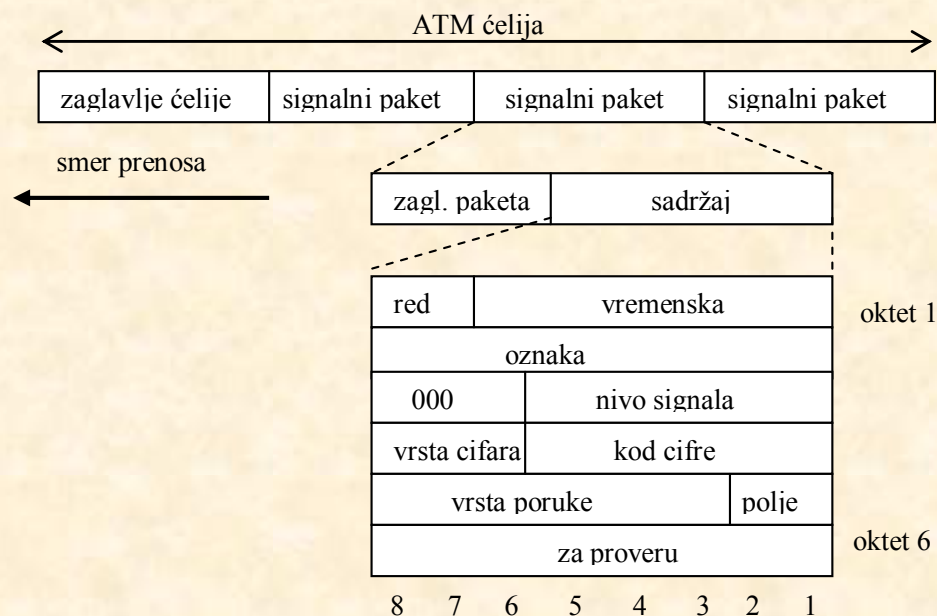 ATM ćelija
zaglavlje ćelije signalni paket signalni paket signalni paket
smer prenosa
zagl. paketa sadržaj
red vremenska oktet 1
oznaka
000 nivo signala
vrsta cifara kod cifre
vrsta poruke polje
za proveru oktet 6
8 7 6 5 4 3 2 1